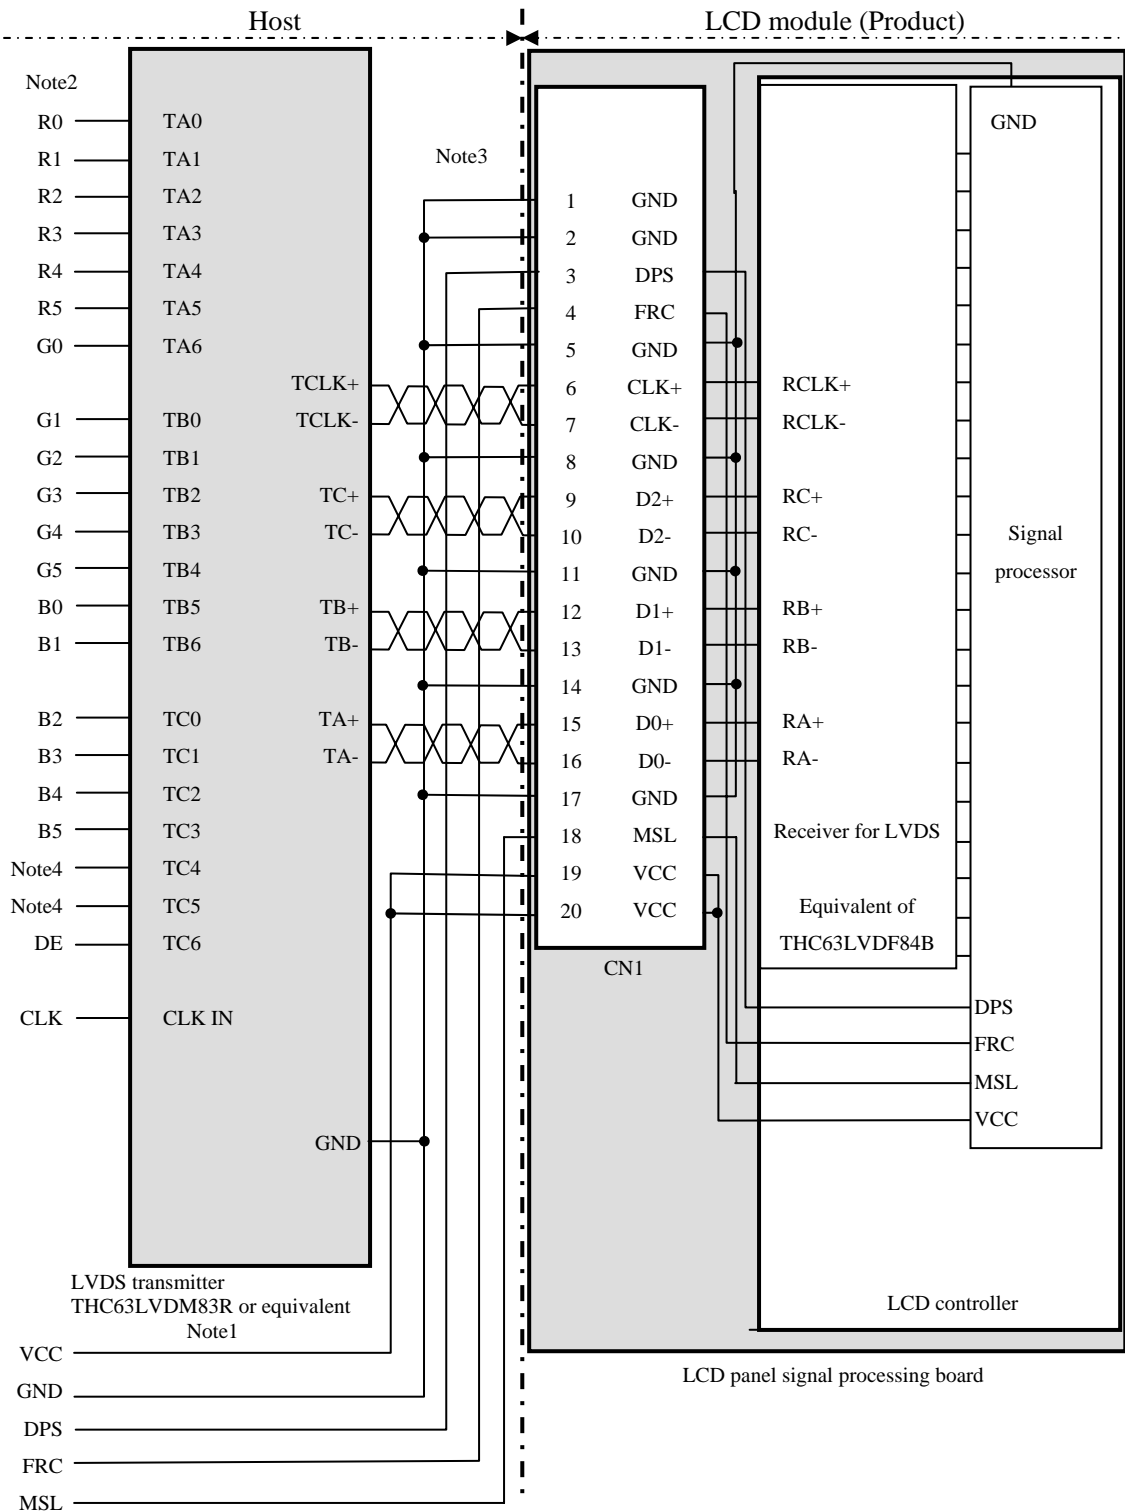 Host
LCD module (Product)
Note2
R0 TA0
R1 TA1
R2 TA2
R3 TA3
R4 TA4
R5 TA5
G0 TA6
TCLK+
G1 TB0 TCLK-
G2 TB1
G3 TB2 TC+
G4 TB3 TC-
G5 TB4
B0 TB5 TB+
B1 TB6 TB-
B2 TC0 TA+
B3 TC1 TA-
B4 TC2
B5 TC3
Note4 TC4
Note4 TC5
DE TC6
CLK CLK IN
GND
LVDS transmitter
THC63LVDM83R or equivalent
Note1
VCC
GND
DPS
FRC
MSL
Note3
1 GND
2 GND
3 DPS
4 FRC
5 GND
6 CLK+
7 CLK-
8 GND
9 D2+
10 D2-
11 GND
12 D1+
13 D1-
14 GND
15 D0+
16 D0-
17 GND
18 MSL
19 VCC
20 VCC
CN1
RCLK+
RCLK-
RC+
RC-
RB+
RB-
RA+
RA-
Receiver for LVDS
Equivalent of
THC63LVDF84B
GND
Signal
processor
DPS
FRC
MSL
VCC
LCD controller
LCD panel signal processing board